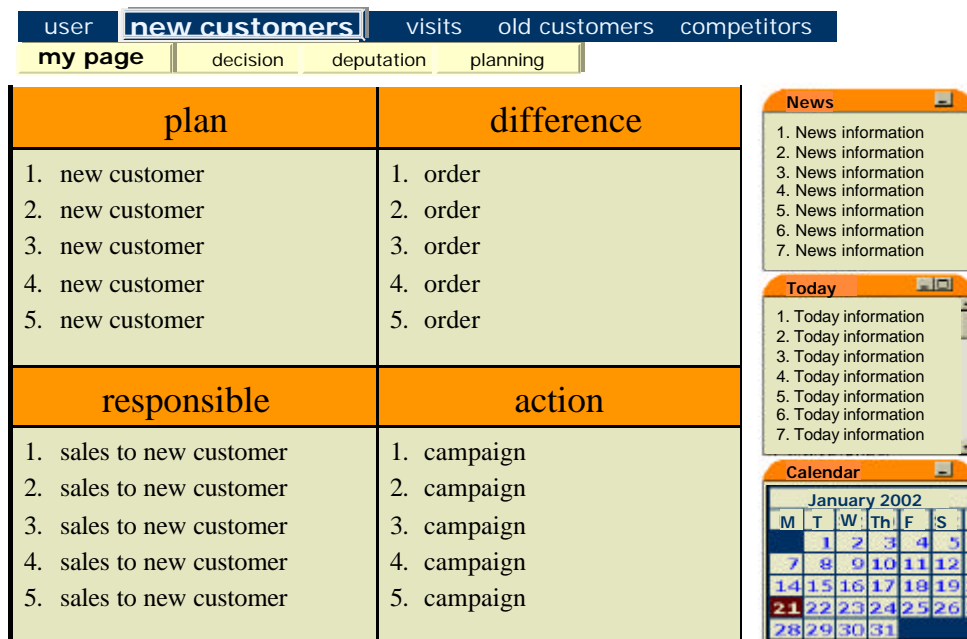 user new customers visits old customers competitors
my page decision deputation planning
plan
1. new customer
2. new customer
3. new customer
4. new customer
5. new customer
difference
1. order
2. order
3. order
4. order
5. order
responsible
1. sales to new customer
2. sales to new customer
3. sales to new customer
4. sales to new customer
5. sales to new customer
action
1. campaign
2. campaign
3. campaign
4. campaign
5. campaign
News
1. News information
2. News information
3. News information
4. News information
5. News information
6. News information
7. News information
Today
1. Today information
2. Today information
3. Today information
4. Today information
5. Today information
6. Today information
7. Today information
Calendar
January 2002
M T W Th F S
1 2 3 4 5
7 8 9 10 11 12
14 15 16 17 18 19
21 22 23 24 25 26
28 29 30 31